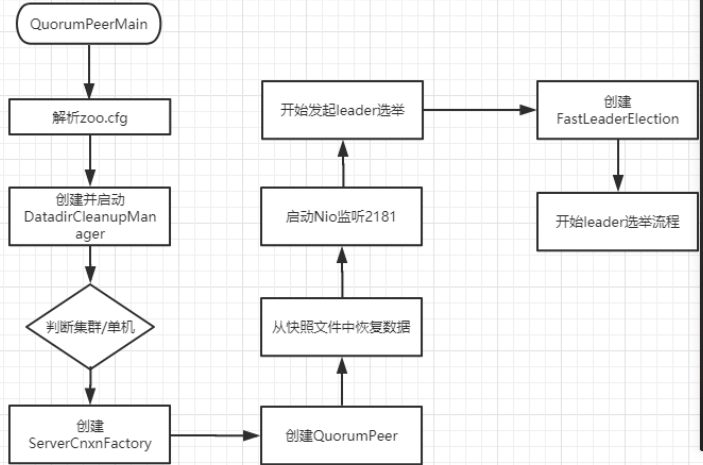 QuorumPeerMain
解析zoo.cfg
创建并启动
DatadirCleanupMan
ager
判断集群/单机
创建
ServerCnxnFactory
创建QuorumPeer
从快照文件中恢复数据
启动Nio监听2181
开始发起leader选举
创建
FastLeaderElection
开始leader选举流程